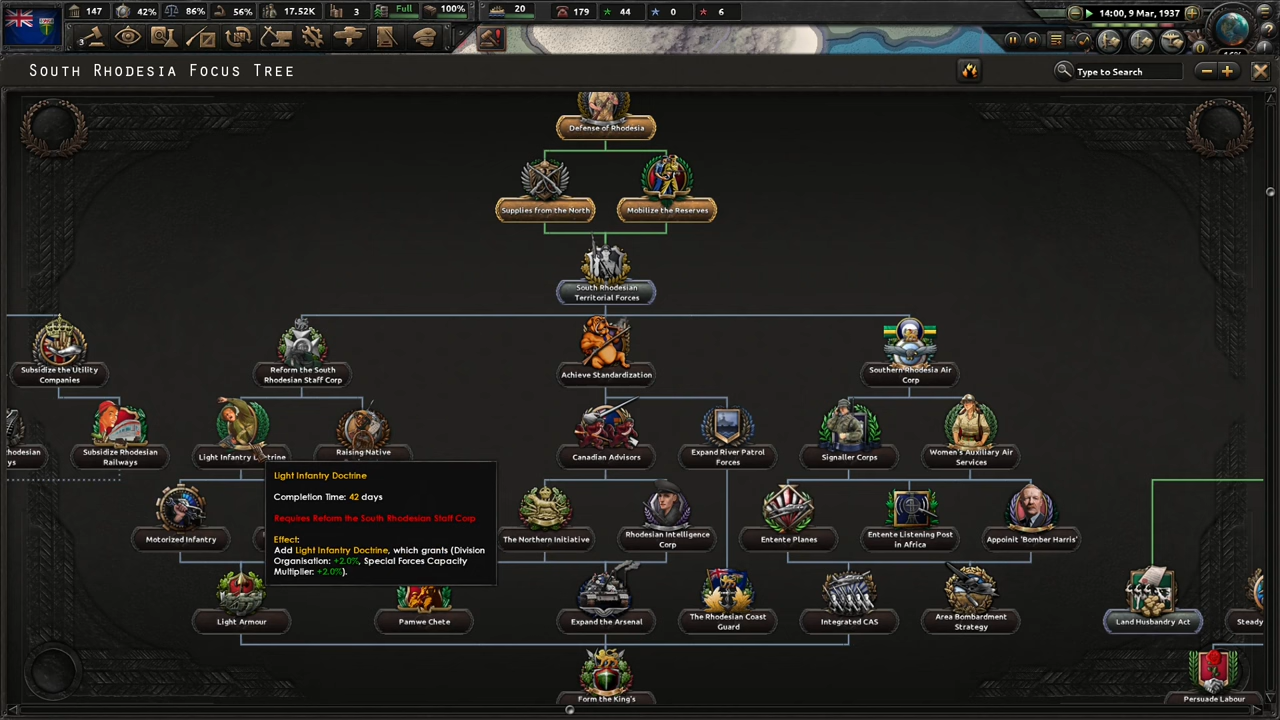 147 42% 86% 56% 17.52K 3 Full 100% 20 179 44 0 6 14:00, 9 Mar, 1937
3
SOUTH RHODESIA FOCUS TREE
Type to Search
Defense of Rhodesia
Supplies from the North
Mobilize the Reserves
South Rhodesian
Territorial Forces
Subsidize the Utility
Companies
Reform the South
Rhodesian Staff Corp
Achieve Standardization
Southern Rhodesia Air
Corp
Subsidize Rhodesian
Railways
Light Infantry Doctrine
Raising Native
Canadian Advisors
Expand River Patrol
Forces
Signaller Corps
Women's Auxiliary Air
Services
Light Infantry Doctrine
Completion Time: 42 days
Requires Reform the South Rhodesian Staff Corp
Effect:
Add Light Infantry Doctrine, which grants (Division
Organisation: +2.0%, Special Forces Capacity
Multiplier: +2.0%).
Motorized Infantry
The Northern Initiative
Rhodesian Intelligence
Corp
Entente Planes
Entente Listening Post
in Africa
Appoinit 'Bomber Harris'
Light Armour
Pamwe Chete
Expand the Arsenal
The Rhodesian Coast
Guard
Integrated CAS
Area Bombardment
Strategy
Land Husbandry Act
Steady
Form the King's
Persuade Labour